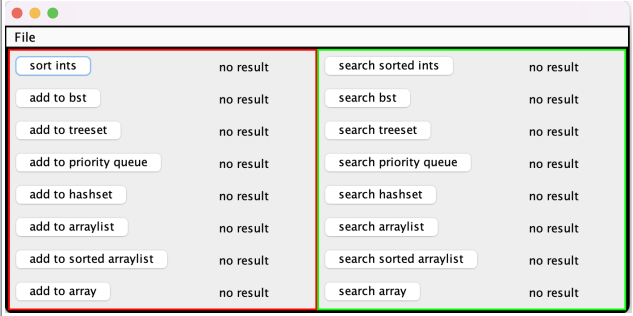 File
sort ints no result search sorted ints no result
add to bst no result search bst no result
add to treeset no result search treeset no result
add to priority queue no result search priority queue no result
add to hashset no result search hashset no result
add to arraylist no result search arraylist no result
add to sorted arraylist no result search sorted arraylist no result
add to array no result search array no result